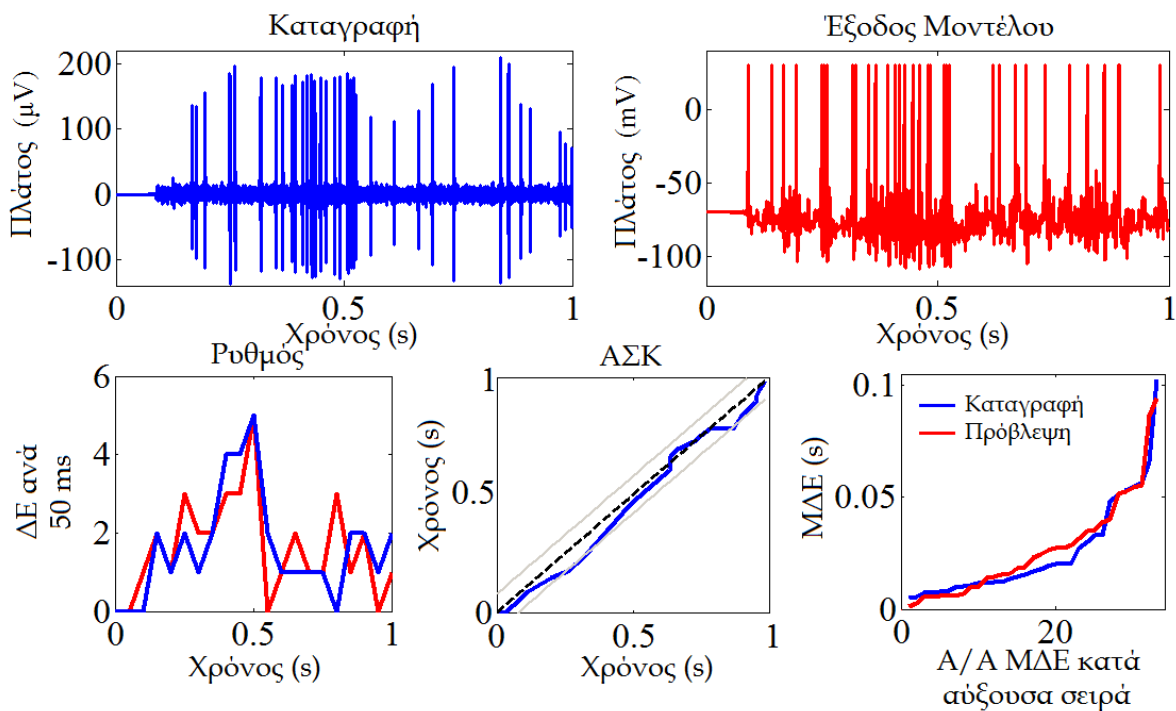 Καταγραφή
Πλάτος (μV)
200
100
0
-100
0
0.5
1
Χρόνος (s)
Έξοδος Μοντέλου
Πλάτος (mV)
0
-50
-100
0
0.5
1
Χρόνος (s)
Ρυθμός
ΔΕ ανά
50 ms
6
4
2
0
0
0.5
1
Χρόνος (s)
ΑΣΚ
Χρόνος (s)
1
0.5
0
0
0.5
1
Χρόνος (s)
ΜΔΕ (s)
0.1
0.05
0
Καταγραφή
Πρόβλεψη
0
20
Α/Α ΜΔΕ κατά
αύξουσα σειρά